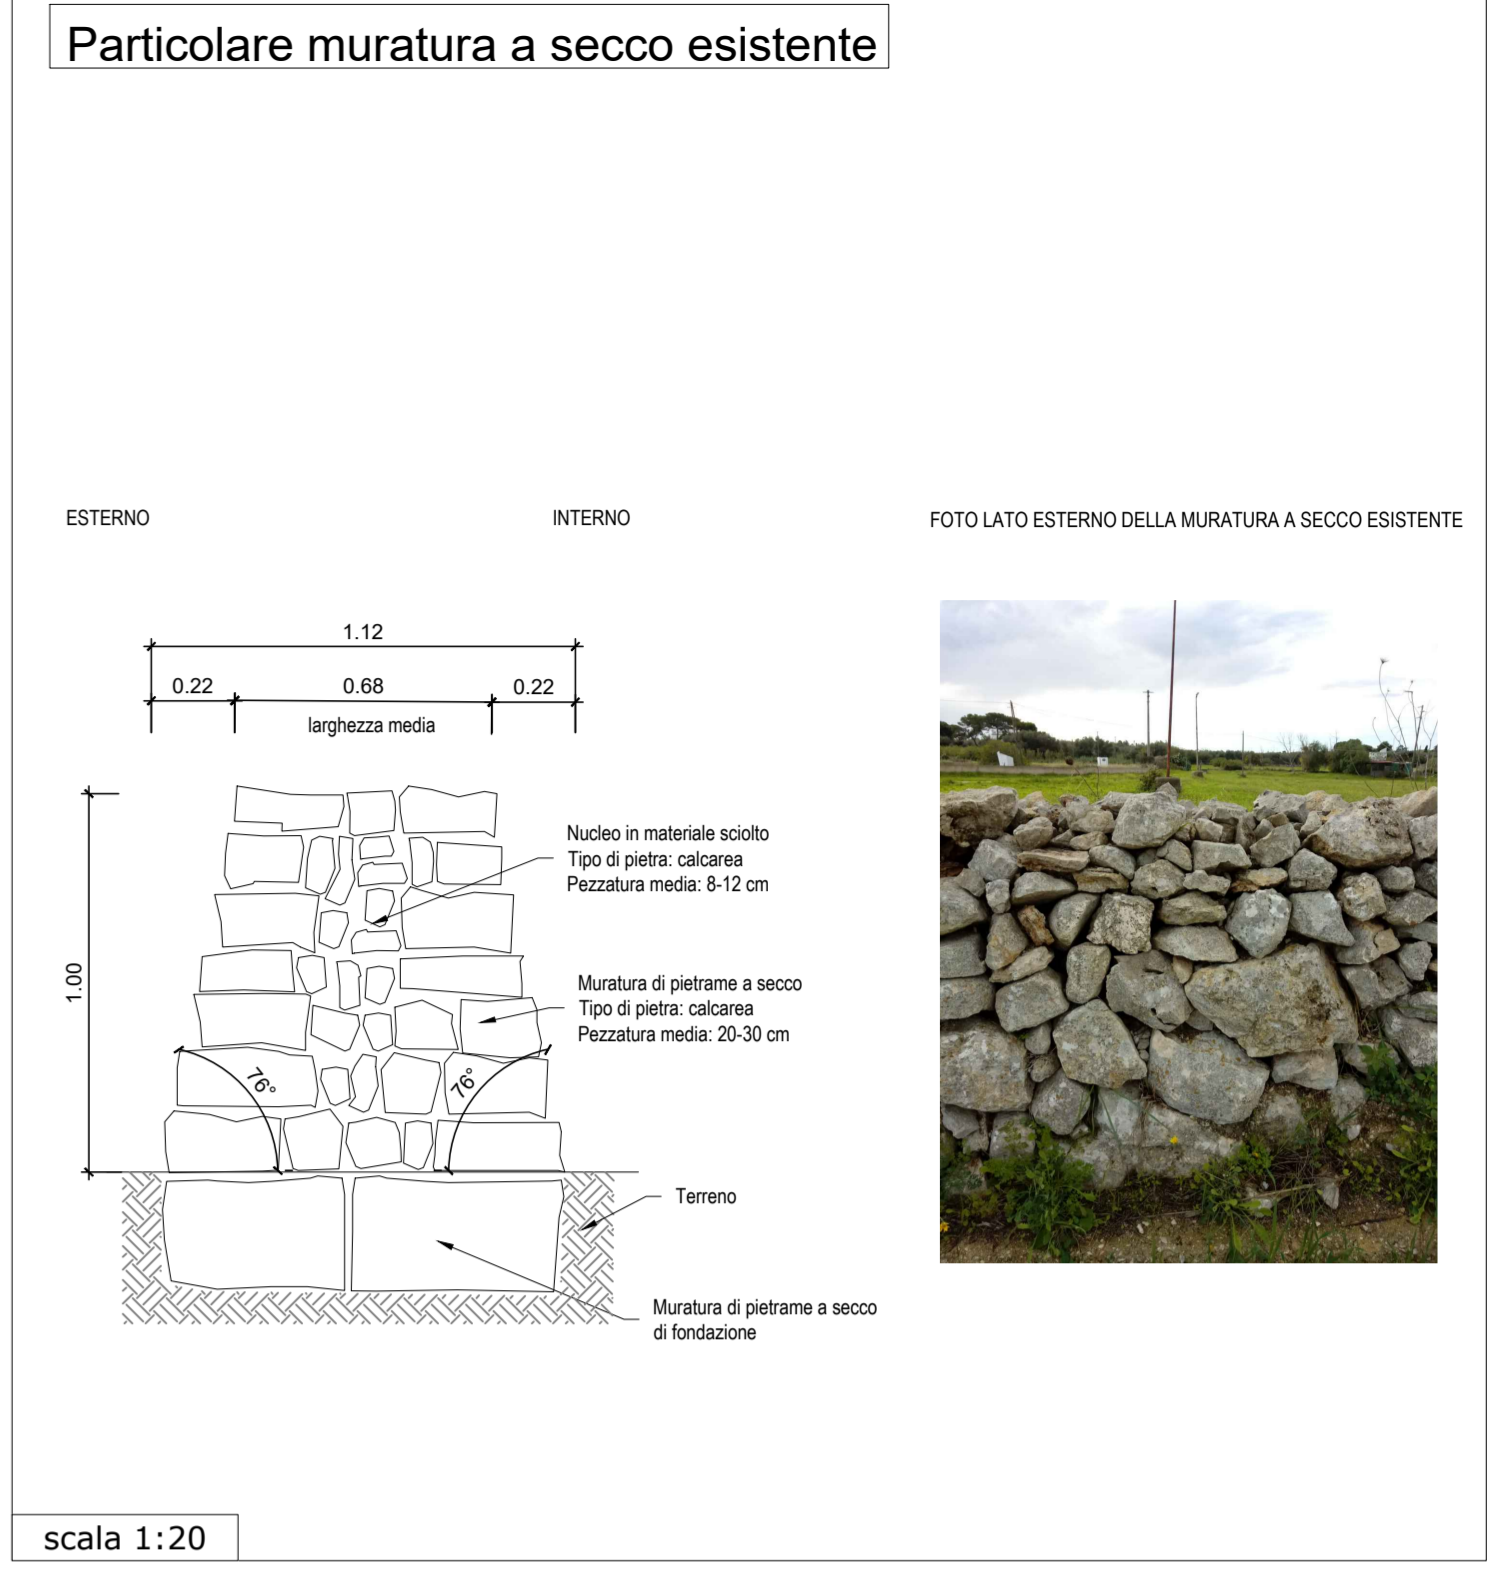 Particolare muratura a secco esistente
ESTERNO
INTERNO
FOTO LATO ESTERNO DELLA MURATURA A SECCO ESISTENTE
1.12
0.22
0.68
0.22
larghezza media
1.00
Nucleo in materiale sciolto
Tipo di pietra: calcarea
Pezzatura media: 8-12 cm
Muratura di pietrame a secco
Tipo di pietra: calcarea
Pezzatura media: 20-30 cm
76°
76°
Terreno
Muratura di pietrame a secco
di fondazione
scala 1:20